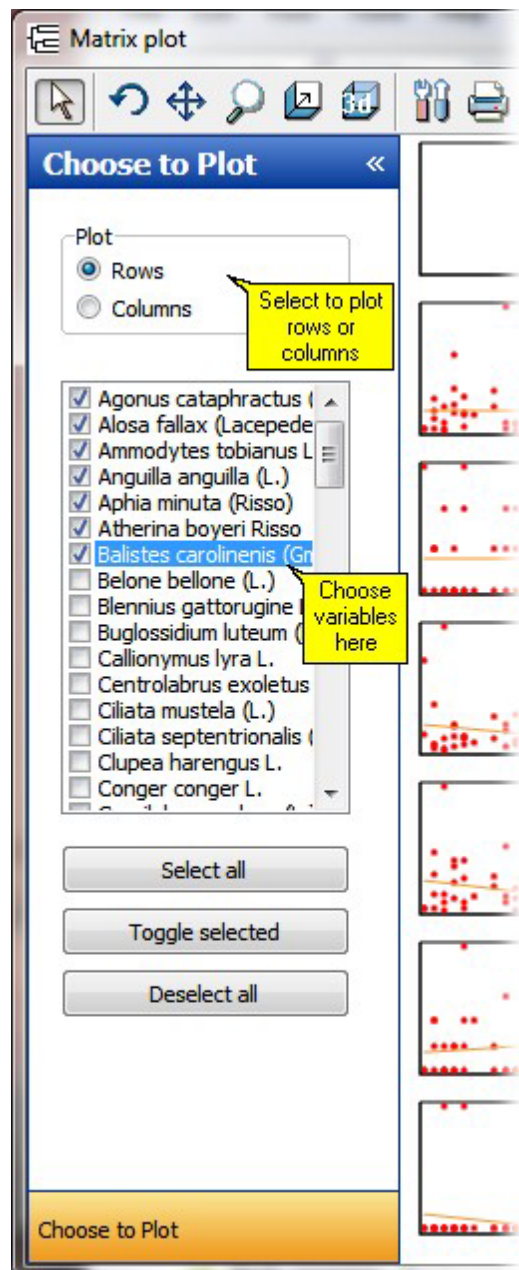 Matrix plot
3d
Choose to Plot «
Plot
Rows
Columns
Select to plot
rows or
columns
Agonus cataphractus (
Alosa fallax (Lacepede
Ammodytes tobianus L
Anguilla anguilla (L.)
Aphia minuta (Risso)
Atherina boyeri Risso
Balistes carolinenis (Gm
Belone bellone (L.)
Blennius gattorugine
Buglossidium luteum (
Callionymus lyra L.
Centrolabrus exoletus
Ciliata mustela (L.)
Ciliata septentrionalis (
Clupea harengus L.
Conger conger L.
Choose
variables
here
Select all
Toggle selected
Deselect all
Choose to Plot